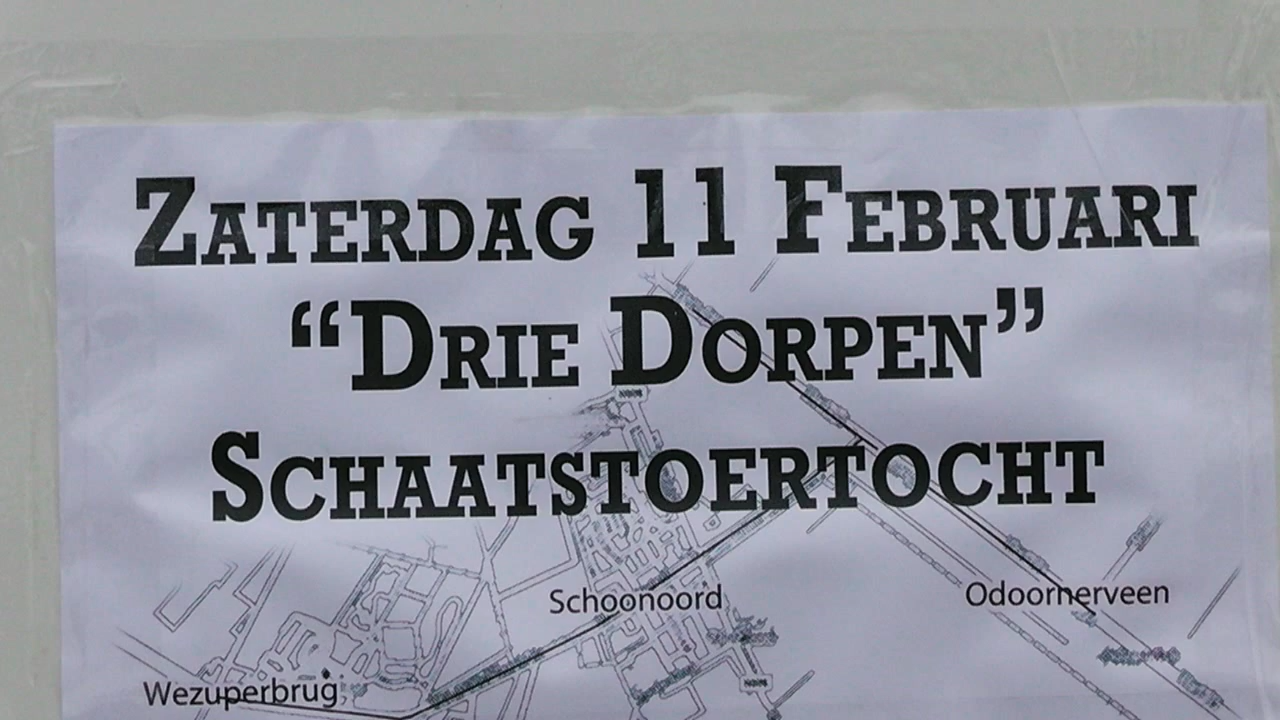 Zaterdag 11 Februari
“Drie Dorpen”
Schaatstoertocht
Schoonoord
Odoornerveen
Wezuperbrug